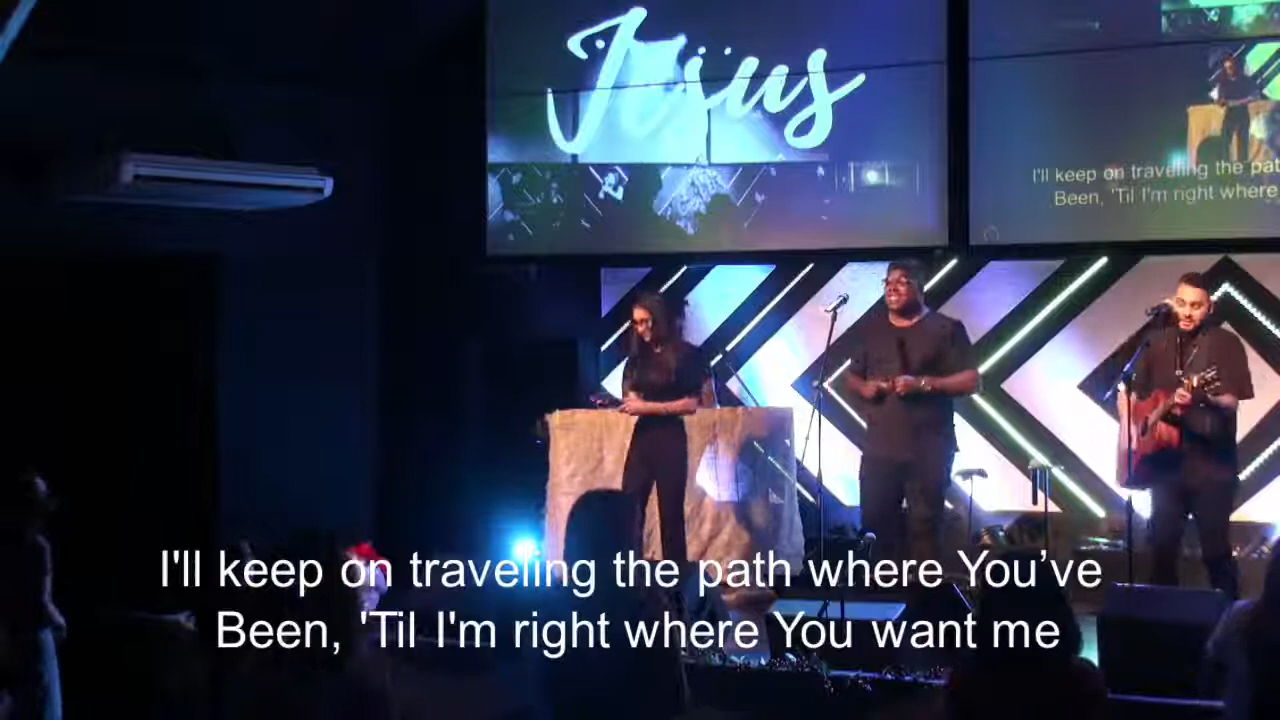 Jesus
I'll keep on traveling the pat
Been, 'Til I'm right where
I'll keep on traveling the path where You’ve
Been, 'Til I'm right where You want me